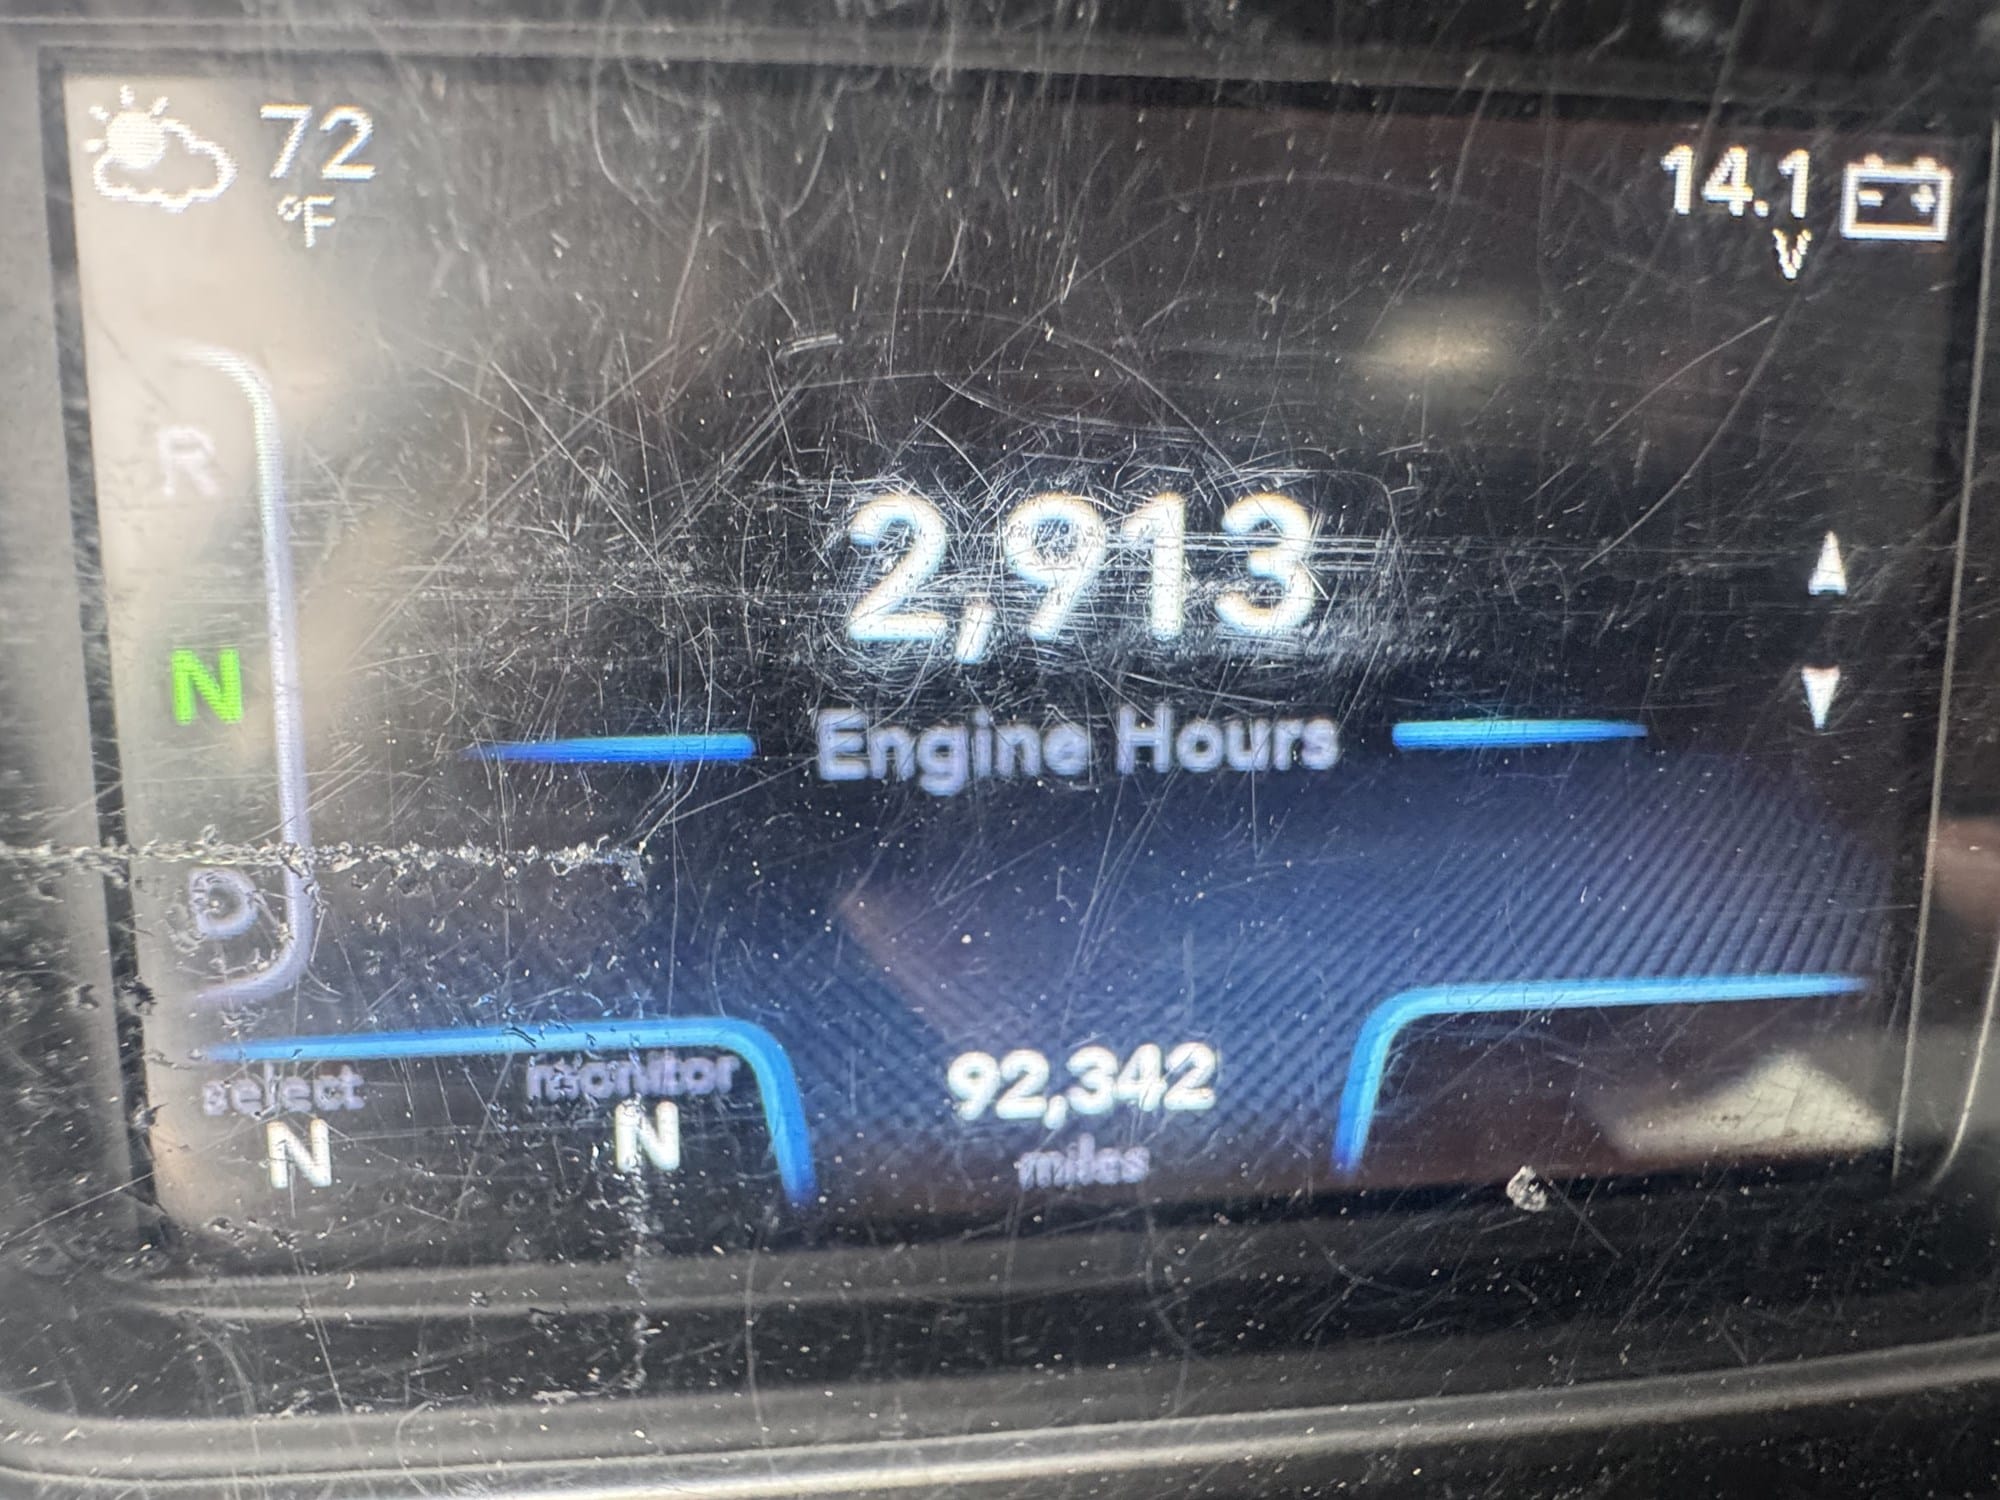 72
°F
14.1
V
R
N
D
2,913
Engine Hours
select
N
monitor
N
92,342
miles